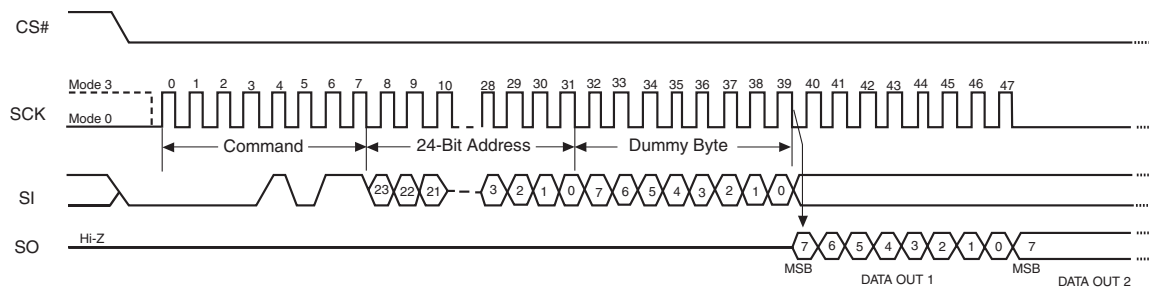 CS#
Mode 3
0 1 2 3 4 5 6 7 8 9 10 28 29 30 31 32 33 34 35 36 37 38 39 40 41 42 43 44 45 46 47
SCK
Mode 0
Command 24-Bit Address Dummy Byte
SI
23 22 21 3 2 1 0 7 6 5 4 3 2 1 0
Hi-Z
SO
7 6 5 4 3 2 1 0 7
MSB DATA OUT 1 MSB DATA OUT 2